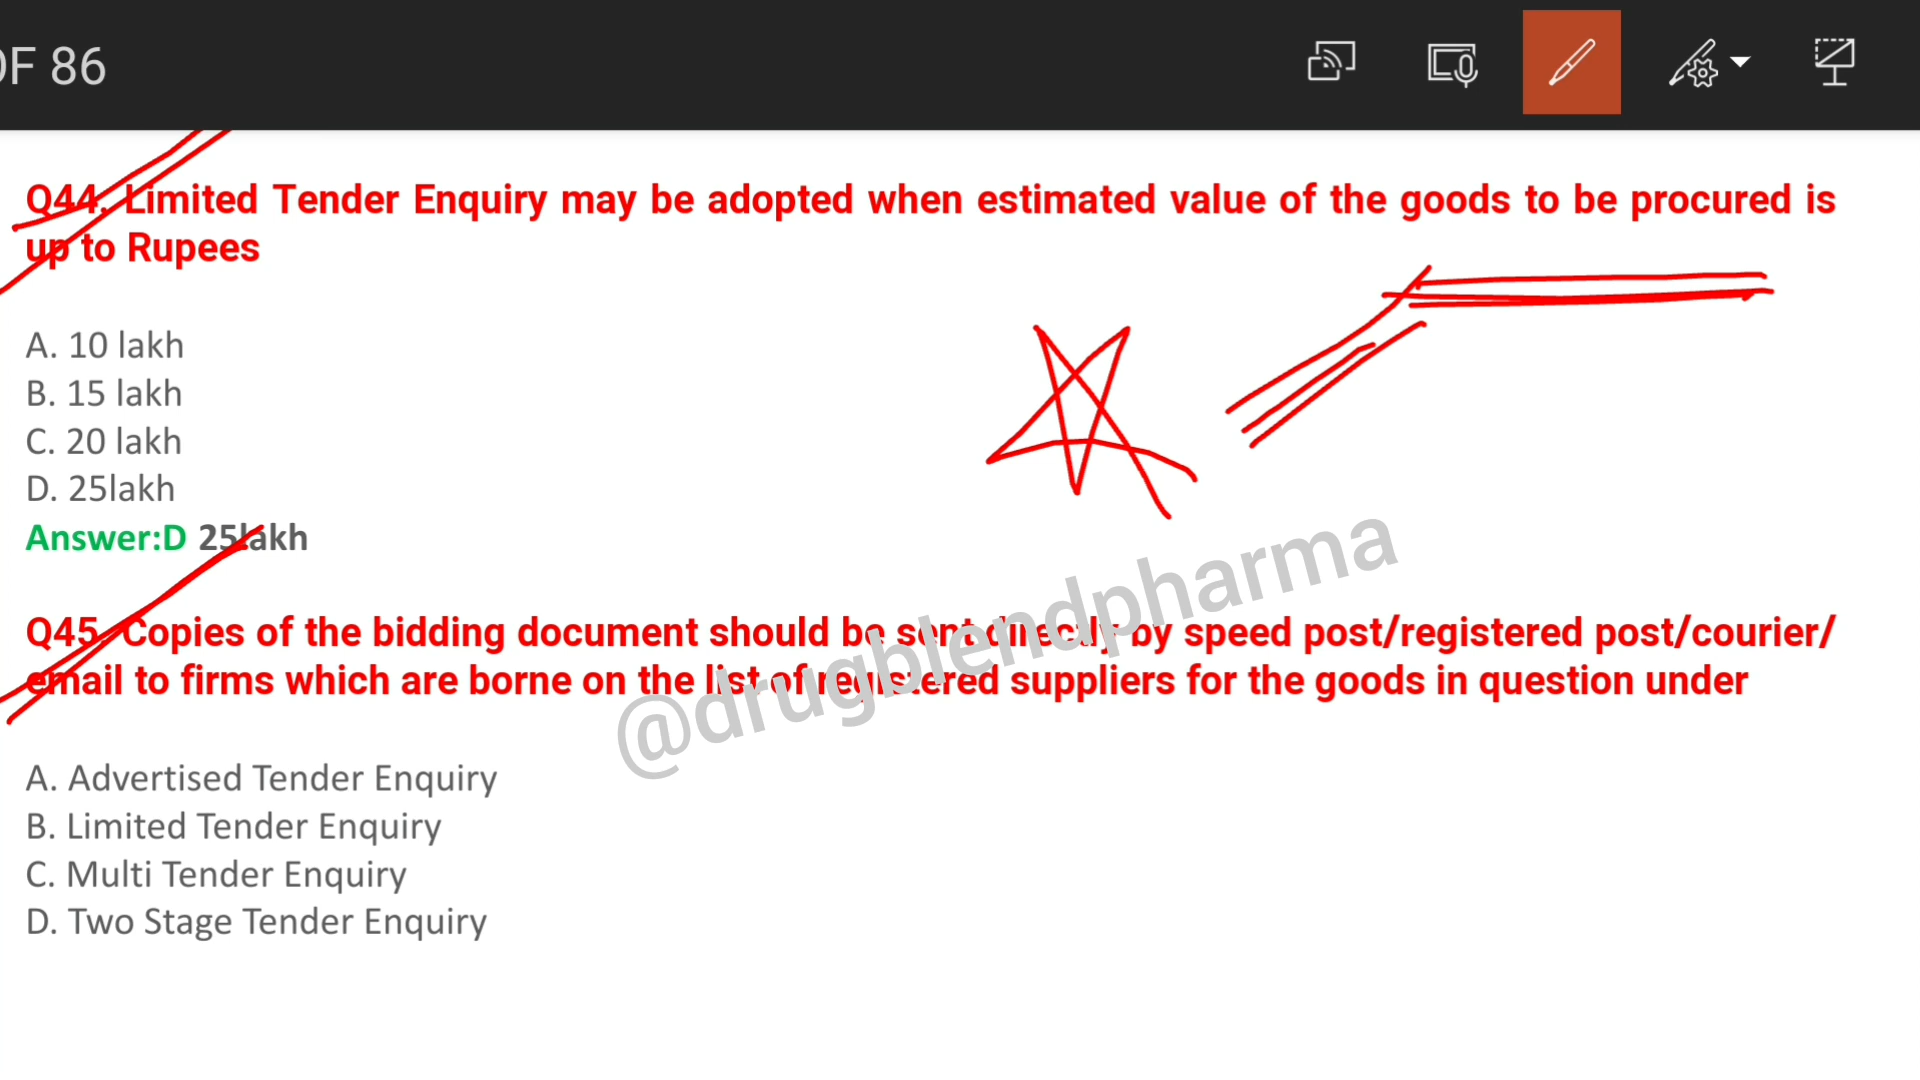 OF 86
Q44. Limited Tender Enquiry may be adopted when estimated value of the goods to be procured is
up to Rupees
A. 10 lakh
B. 15 lakh
C. 20 lakh
D. 25lakh
Answer:D 25lakh
Q45. Copies of the bidding document should be sent directly by speed post/registered post/courier/
email to firms which are borne on the list of registered suppliers for the goods in question under
@drugblendpharma
A. Advertised Tender Enquiry
B. Limited Tender Enquiry
C. Multi Tender Enquiry
D. Two Stage Tender Enquiry